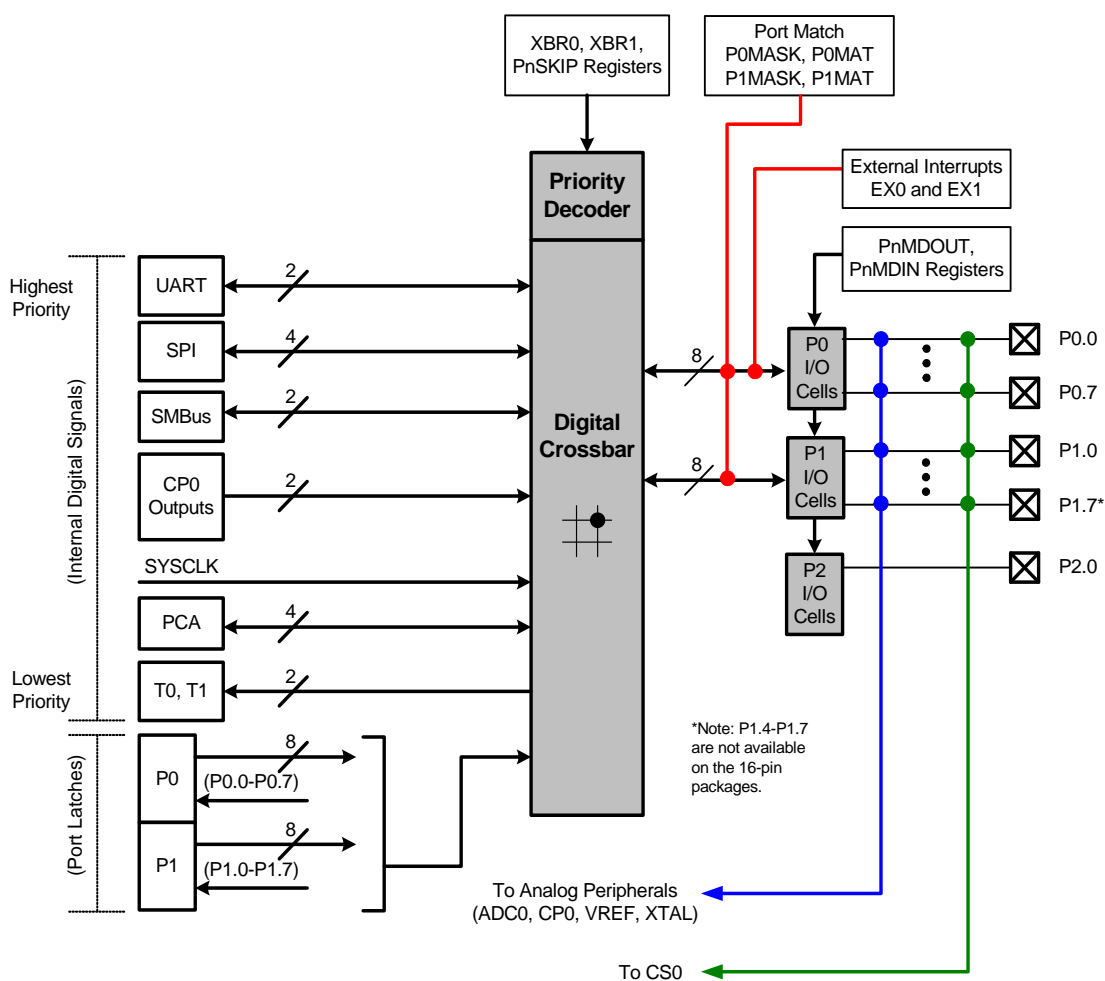 XBR0, XBR1,
PnSKIP Registers
Port Match
P0MASK, P0MAT
P1MASK, P1MAT
Priority
Decoder
External Interrupts
EX0 and EX1
PnMDOUT,
PnMDIN Registers
Highest
Priority
(Internal Digital Signals)
Lowest
Priority
UART
2
SPI
4
SMBus
2
CP0
Outputs
2
SYSCLK
PCA
4
T0, T1
2
Digital
Crossbar
8
8
P0
I/O
Cells
P1
I/O
Cells
P2
I/O
Cells
P0.0
P0.7
P1.0
P1.7*
P2.0
*Note: P1.4-P1.7
are not available
on the 16-pin
packages.
(Port Latches)
P0
8
(P0.0-P0.7)
P1
8
(P1.0-P1.7)
To Analog Peripherals
(ADC0, CP0, VREF, XTAL)
To CS0